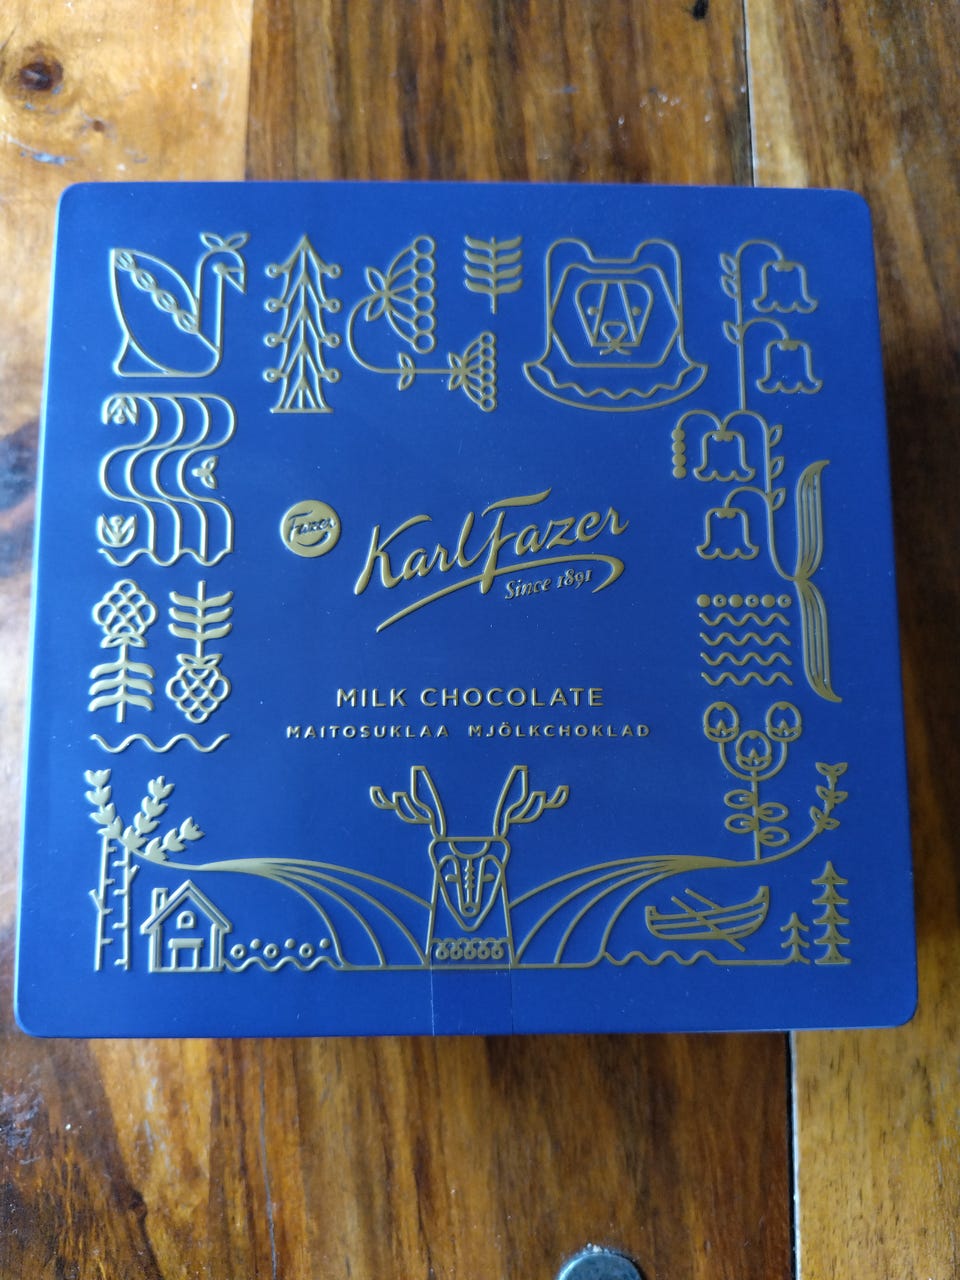 Fazer
Karl Fazer
Since 1891
MILK CHOCOLATE
MAITOSUKLAA MJÖLKCHOKLAD